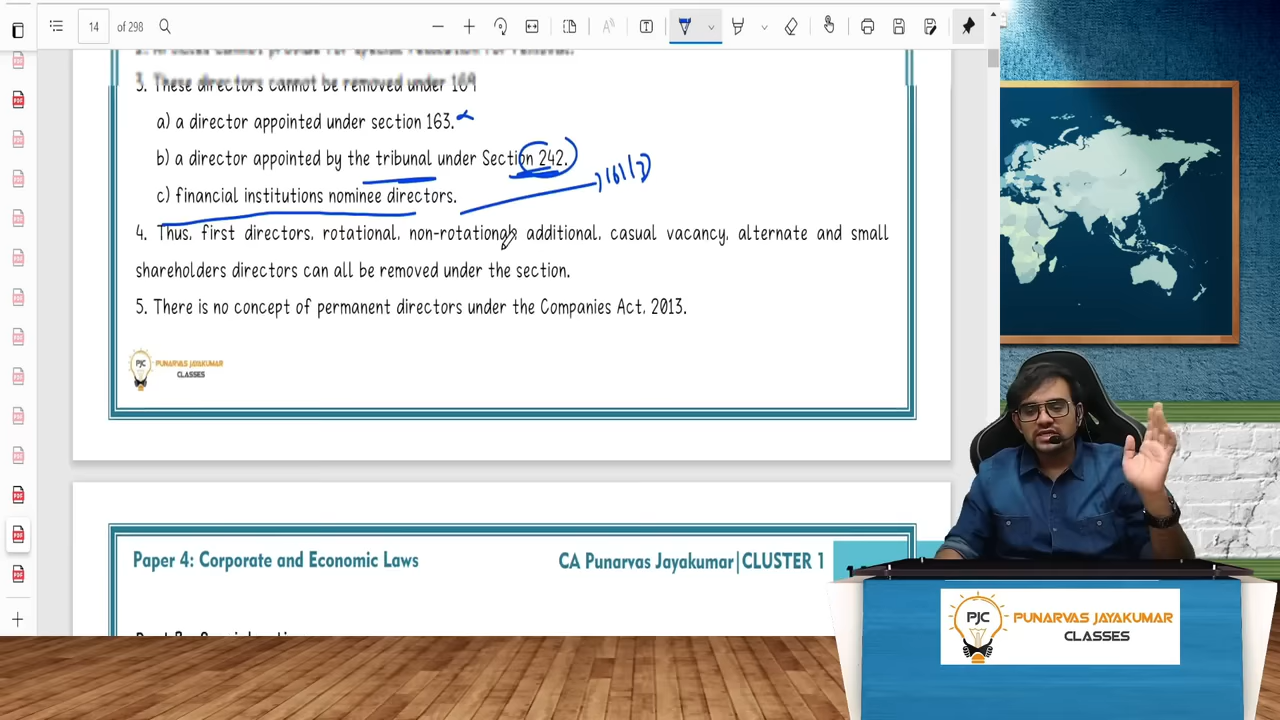 14 of 298
3. These directors cannot be removed under 169
a) a director appointed under section 163.
b) a director appointed by the tribunal under Section 242.
161(3)
c) financial institutions nominee directors.
4. Thus, first directors, rotational, non-rotational, additional, casual vacancy, alternate and small
shareholders directors can all be removed under the section.
5. There is no concept of permanent directors under the Companies Act, 2013.
PJC PUNARVAS JAYAKUMAR
CLASSES
Paper 4: Corporate and Economic Laws CA Punarvas Jayakumar|CLUSTER 1
PJC PUNARVAS JAYAKUMAR
CLASSES